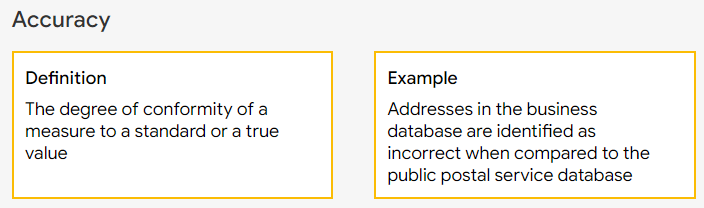 Accuracy
Definition
The degree of conformity of a
measure to a standard or a true
value
Example
Addresses in the business
database are identified as
incorrect when compared to the
public postal service database